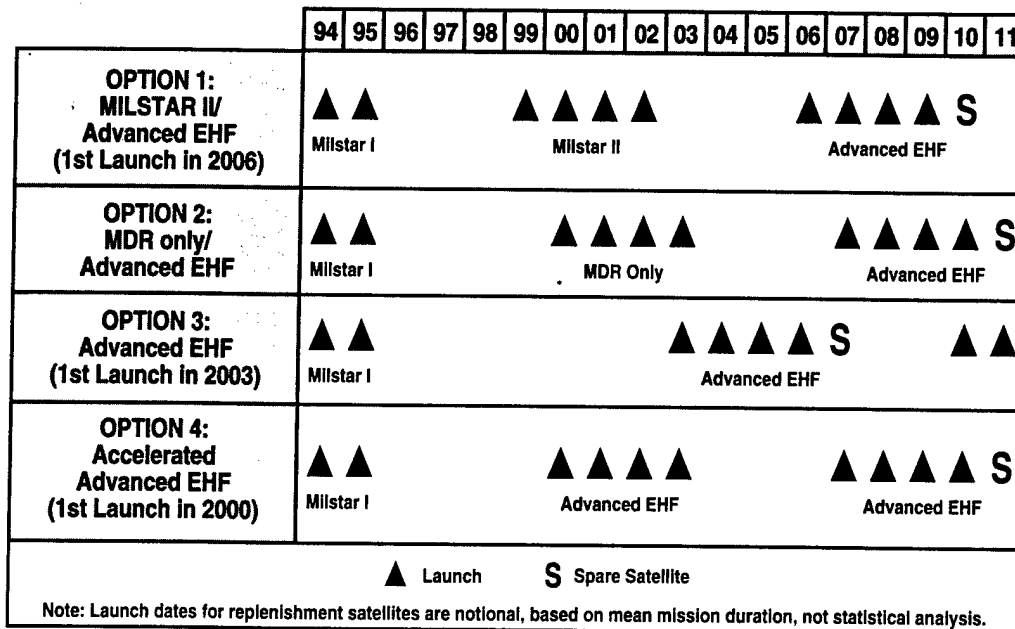 94 95 96 97 98 99 00 01 02 03 04 05 06 07 08 09 10 11
OPTION 1:
MILSTAR II/
Advanced EHF
(1st Launch in 2006)
S
Milstar I Milstar II Advanced EHF
OPTION 2:
MDR only/
Advanced EHF
S
Milstar I MDR Only Advanced EHF
OPTION 3:
Advanced EHF
(1st Launch in 2003)
S
Milstar I Advanced EHF
OPTION 4:
Accelerated
Advanced EHF
(1st Launch in 2000)
S
Milstar I Advanced EHF Advanced EHF
Launch S Spare Satellite
Note: Launch dates for replenishment satellites are notional, based on mean mission duration, not statistical analysis.